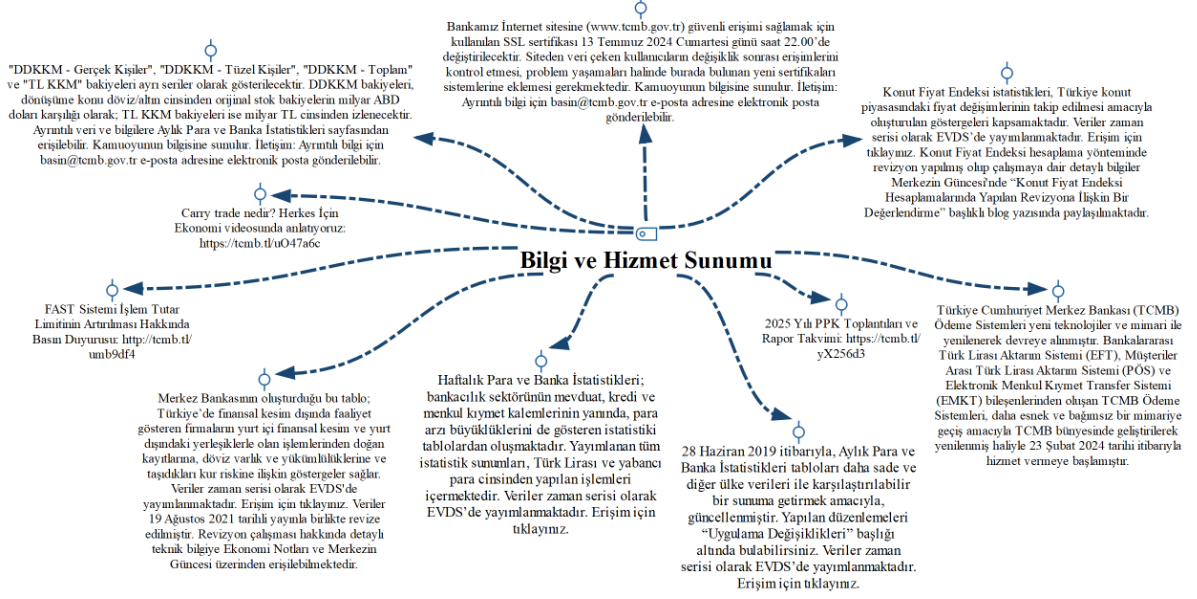 "DDKKM - Gerçek Kişiler", "DDKKM - Tüzel Kişiler", "DDKKM - Toplam"
ve "TL KKM" bakiyeleri ayrı seriler olarak gösterilecektir. DDKKM bakiyeleri,
dönüşüme konu döviz/altın cinsinden orijinal stok bakiyelerin milyar ABD
doları karşılığı olarak; TL KKM bakiyeleri ise milyar TL cinsinden izlenecektir.
Ayrıntılı veri ve bilgilere Aylık Para ve Banka İstatistikleri sayfasından
erişilebilir. Kamuoyunun bilgisine sunulur. İletişim: Ayrıntılı bilgi için
basin@tcmb.gov.tr e-posta adresine elektronik posta gönderilebilir.
Bankamız İnternet sitesine (www.tcmb.gov.tr) güvenli erişimi sağlamak için
kullanılan SSL sertifikası 13 Temmuz 2024 Cumartesi günü saat 22.00’de
değiştirilecektir. Siteden veri çeken kullanıcıların değişiklik sonrası erişimlerini
kontrol etmesi, problem yaşamaları halinde burada bulunan yeni sertifikaları
sistemlerine eklemesi gerekmektedir. Kamuoyunun bilgisine sunulur. İletişim:
Ayrıntılı bilgi için basin@tcmb.gov.tr e-posta adresine elektronik posta
gönderilebilir.
Konut Fiyat Endeksi istatistikleri, Türkiye konut
piyasasındaki fiyat değişimlerinin takip edilmesi amacıyla
oluşturulan göstergeleri kapsamaktadır. Veriler zaman
serisi olarak EVDS’de yayımlanmaktadır. Erişim için
tıklayınız. Konut Fiyat Endeksi hesaplama yönteminde
revizyon yapılmış olup çalışmaya dair detaylı bilgiler
Merkezin Güncesi'nde “Konut Fiyat Endeksi
Hesaplamalarında Yapılan Revizyona İlişkin Bir
Değerlendirme” başlıklı blog yazısında paylaşılmaktadır.
Carry trade nedir? Herkes İçin
Ekonomi videosunda anlatıyoruz:
https://tcmb.tl/uO47a6c
Bilgi ve Hizmet Sunumu
FAST Sistemi İşlem Tutar
Limitinin Artırılması Hakkında
Basın Duyurusu: http://tcmb.tl/
umb9df4
2025 Yılı PPK Toplantıları ve
Rapor Takvimi: https://tcmb.tl/
yX256d3
Türkiye Cumhuriyet Merkez Bankası (TCMB)
Ödeme Sistemleri yeni teknolojiler ve mimari ile
yenilenerek devreye alınmıştır. Bankalararası
Türk Lirası Aktarım Sistemi (EFT), Müşteriler
Arası Türk Lirası Aktarım Sistemi (PÖS) ve
Elektronik Menkul Kıymet Transfer Sistemi
(EMKT) bileşenlerinden oluşan TCMB Ödeme
Sistemleri, daha esnek ve bağımsız bir mimariye
geçiş amacıyla TCMB bünyesinde geliştirilerek
yenilenmiş haliyle 23 Şubat 2024 tarihi itibarıyla
hizmet vermeye başlamıştır.
Merkez Bankasının oluşturduğu bu tablo;
Türkiye’de finansal kesim dışında faaliyet
gösteren firmaların yurt içi finansal kesim ve yurt
dışındaki yerleşiklerle olan işlemlerinden doğan
kayıtlarına, döviz varlık ve yükümlülüklerine ve
taşıdıkları kur riskine ilişkin göstergeler sağlar.
Veriler zaman serisi olarak EVDS'de
yayımlanmaktadır. Erişim için tıklayınız. Veriler
19 Ağustos 2021 tarihli yayınla birlikte revize
edilmiştir. Revizyon çalışması hakkında detaylı
teknik bilgiye Ekonomi Notları ve Merkezin
Güncesi üzerinden erişilebilmektedir.
Haftalık Para ve Banka İstatistikleri;
bankacılık sektörünün mevduat, kredi ve
menkul kıymet kalemlerinin yanında, para
arzı büyüklüklerini de gösteren istatistiki
tablolardan oluşmaktadır. Yayımlanan tüm
istatistik sunumları, Türk Lirası ve yabancı
para cinsinden yapılan işlemleri
içermektedir. Veriler zaman serisi olarak
EVDS’de yayımlanmaktadır. Erişim için
tıklayınız.
28 Haziran 2019 itibarıyla, Aylık Para ve
Banka İstatistikleri tabloları daha sade ve
diğer ülke verileri ile karşılaştırılabilir
bir sunuma getirmek amacıyla,
güncellenmiştir. Yapılan düzenlemeleri
“Uygulama Değişiklikleri” başlığı
altında bulabilirsiniz. Veriler zaman
serisi olarak EVDS’de yayımlanmaktadır.
Erişim için tıklayınız.